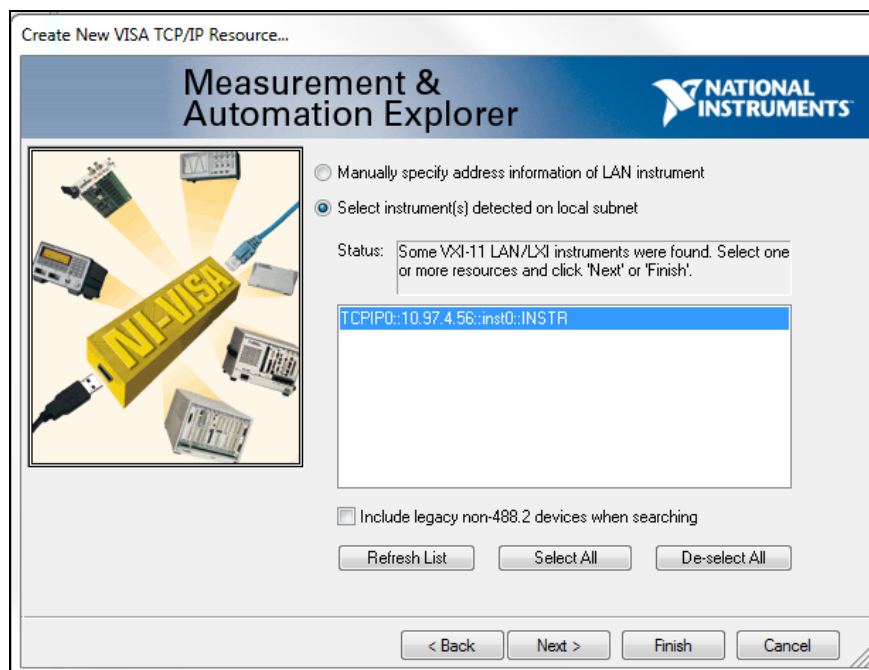 Create New VISA TCP/IP Resource...
Measurement &
Automation Explorer
NATIONAL
INSTRUMENTS
NI-VISA
Manually specify address information of LAN instrument
Select instrument(s) detected on local subnet
Status:
Some VXI-11 LAN/LXI instruments were found. Select one
or more resources and click 'Next' or 'Finish'.
TCPIP0::10.97.4.56::inst0::INSTR
Include legacy non-488.2 devices when searching
Refresh List
Select All
De-select All
< Back
Next >
Finish
Cancel